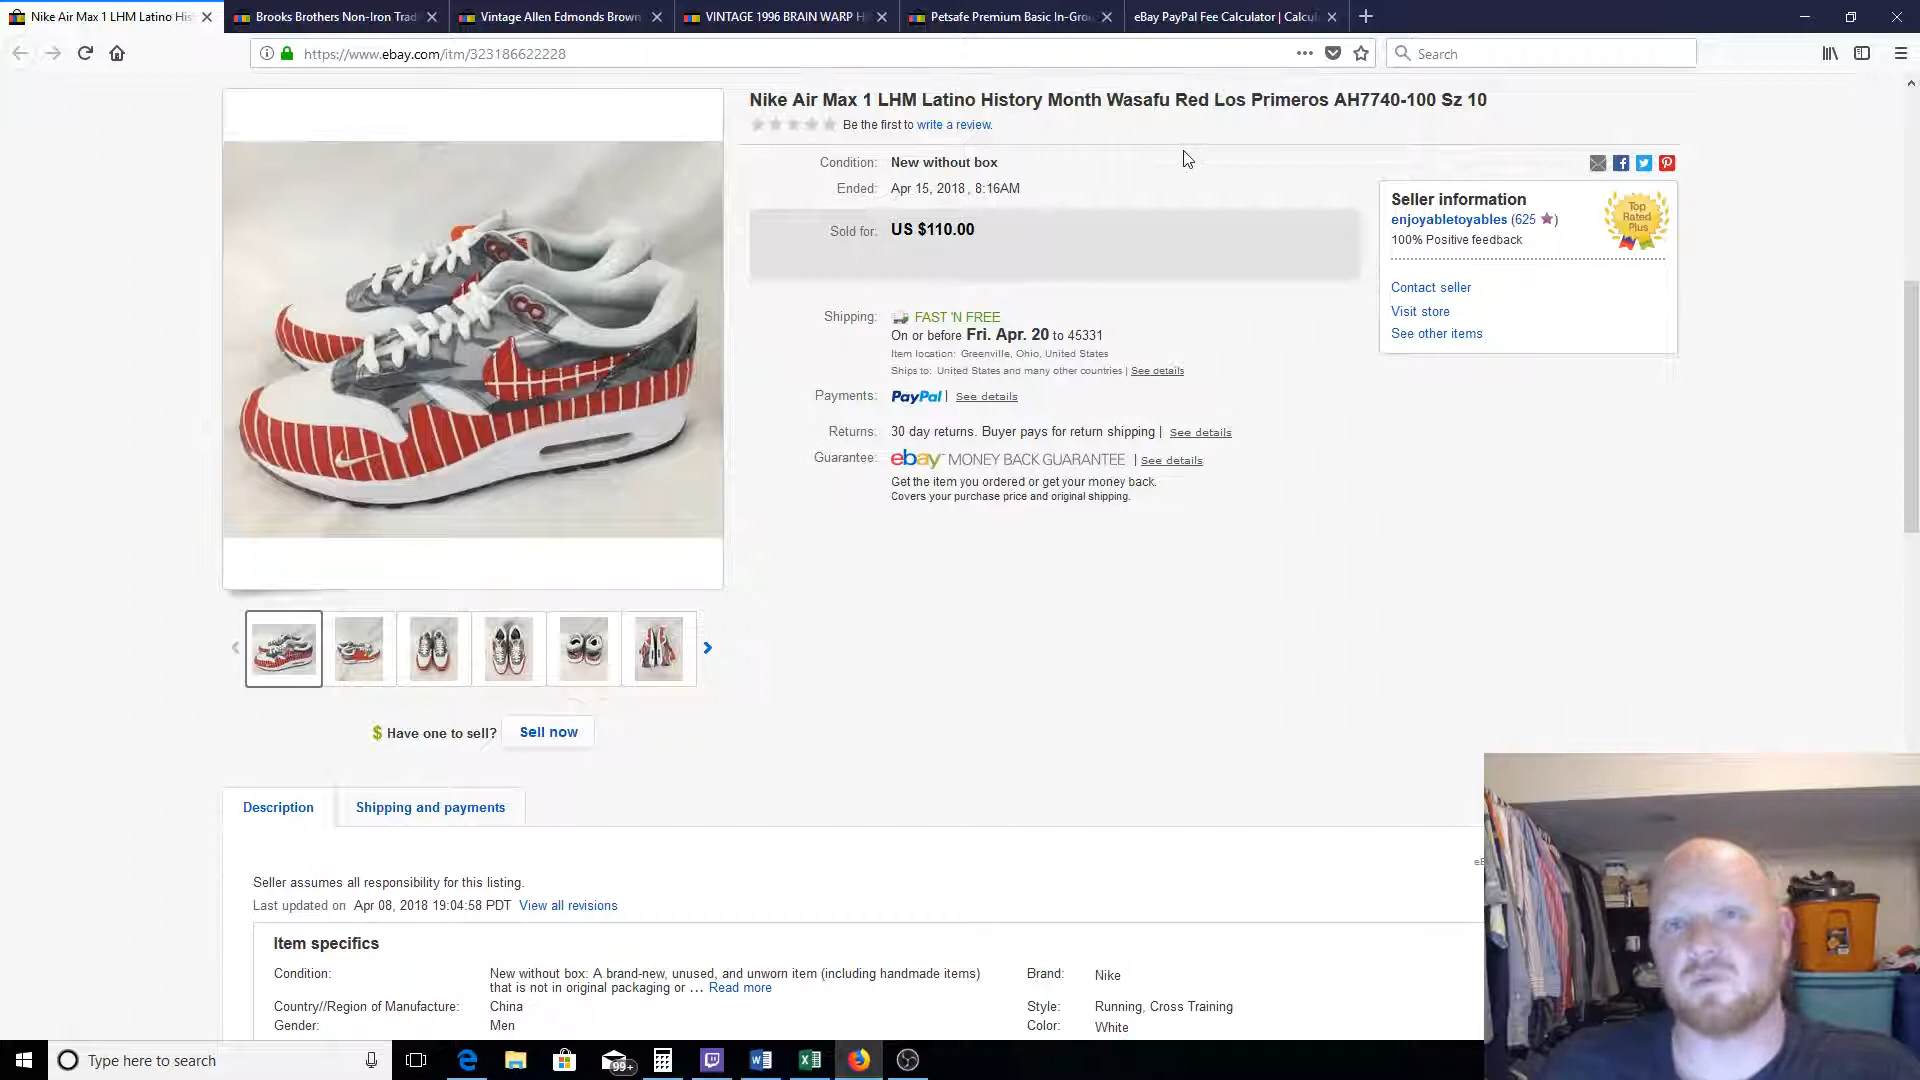 Nike Air Max 1 LHM Latino His
Brooks Brothers Non-Iron Trad
Vintage Allen Edmonds Brown
VINTAGE 1996 BRAIN WARP H
Petsafe Premium Basic In-Gro
eBay PayPal Fee Calculator | Calcul
https://www.ebay.com/itm/323186622228
Search
Nike Air Max 1 LHM Latino History Month Wasafu Red Los Primeros AH7740-100 Sz 10
Be the first to write a review.
Condition: New without box
Ended: Apr 15, 2018 , 8:16AM
Sold for: US $110.00
Shipping: FAST 'N FREE
On or before Fri. Apr. 20 to 45331
Item location: Greenville, Ohio, United States
Ships to: United States and many other countries | See details
Payments: PayPal | See details
Returns: 30 day returns. Buyer pays for return shipping | See details
Guarantee: ebay MONEY BACK GUARANTEE | See details
Get the item you ordered or get your money back.
Covers your purchase price and original shipping.
Seller information
enjoyabletoyables (625 )
100% Positive feedback
Top
Rated
Plus
Contact seller
Visit store
See other items
$ Have one to sell? Sell now
Description
Shipping and payments
Seller assumes all responsibility for this listing.
Last updated on Apr 08, 2018 19:04:58 PDT View all revisions
Item specifics
Condition: New without box: A brand-new, unused, and unworn item (including handmade items)
that is not in original packaging or … Read more
Brand: Nike
Country//Region of Manufacture: China
Style: Running, Cross Training
Gender: Men
Color: White
Type here to search
99+